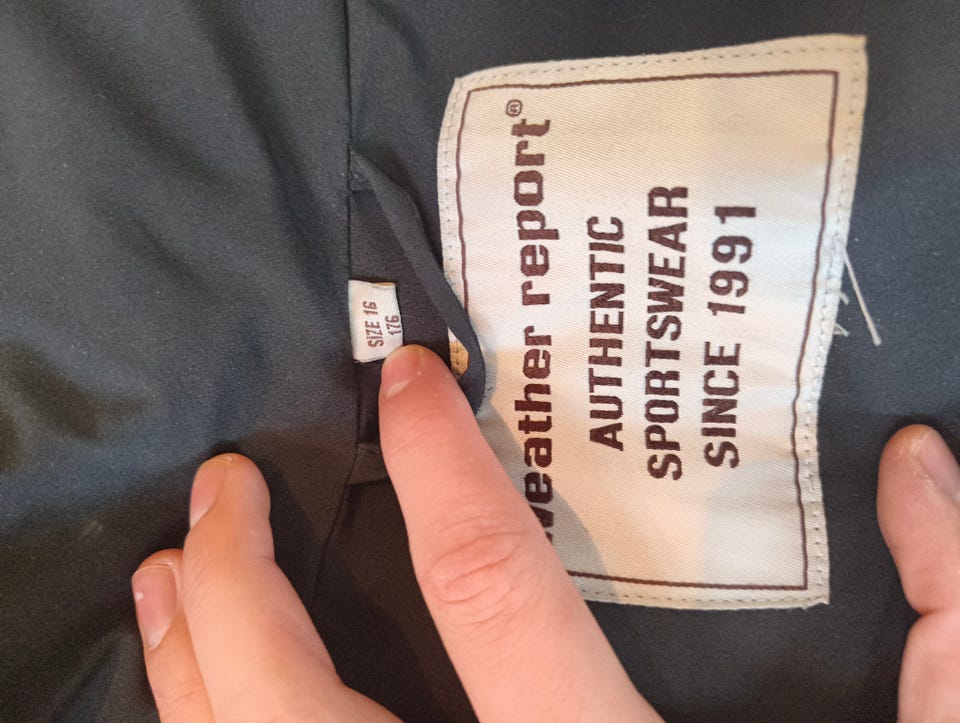 SIZE 16
176
weather report®
AUTHENTIC
SPORTSWEAR
SINCE 1991